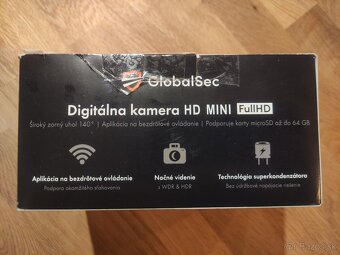 GlobalSec
Digitálna kamera HD MINI FullHD
Široký zorný uhol 140° | Aplikácia na bezdrôtové ovládanie | Podporuje karty microSD až do 64 GB
Aplikácia na bezdrôtové ovládanie
Podpora okamžitého sťahovania
Nočné videnie
s WDR & HDR
Technológia superkondenzátora
Bez údržbové napájacie riešenie